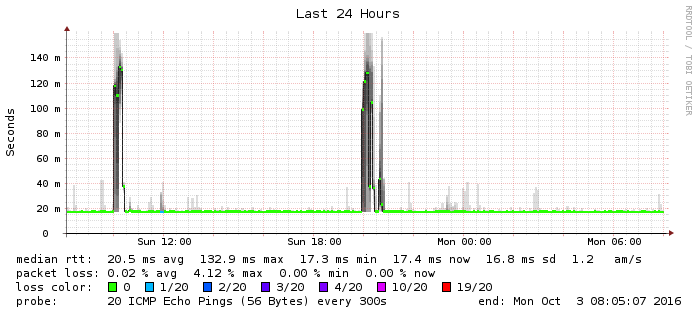 Last 24 Hours
RRDTOOL / TOBI OETIKER
Seconds
140 m
120 m
100 m
80 m
60 m
40 m
20 m
0
Sun 12:00 Sun 18:00 Mon 00:00 Mon 06:00
median rtt: 20.5 ms avg 132.9 ms max 17.3 ms min 17.4 ms now 16.8 ms sd 1.2 am/s
packet loss: 0.02 % avg 4.12 % max 0.00 % min 0.00 % now
loss color: 0 1/20 2/20 3/20 4/20 10/20 19/20
probe: 20 ICMP Echo Pings (56 Bytes) every 300s end: Mon Oct 3 08:05:07 2016